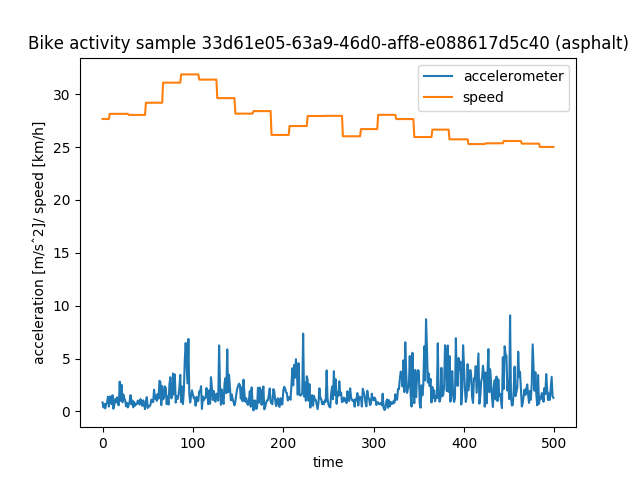 Bike activity sample 33d61e05-63a9-46d0-aff8-e088617d5c40 (asphalt)
accelerometer
speed
acceleration [m/s^2]/ speed [km/h]
30
25
20
15
10
5
0
0 100 200 300 400 500
time